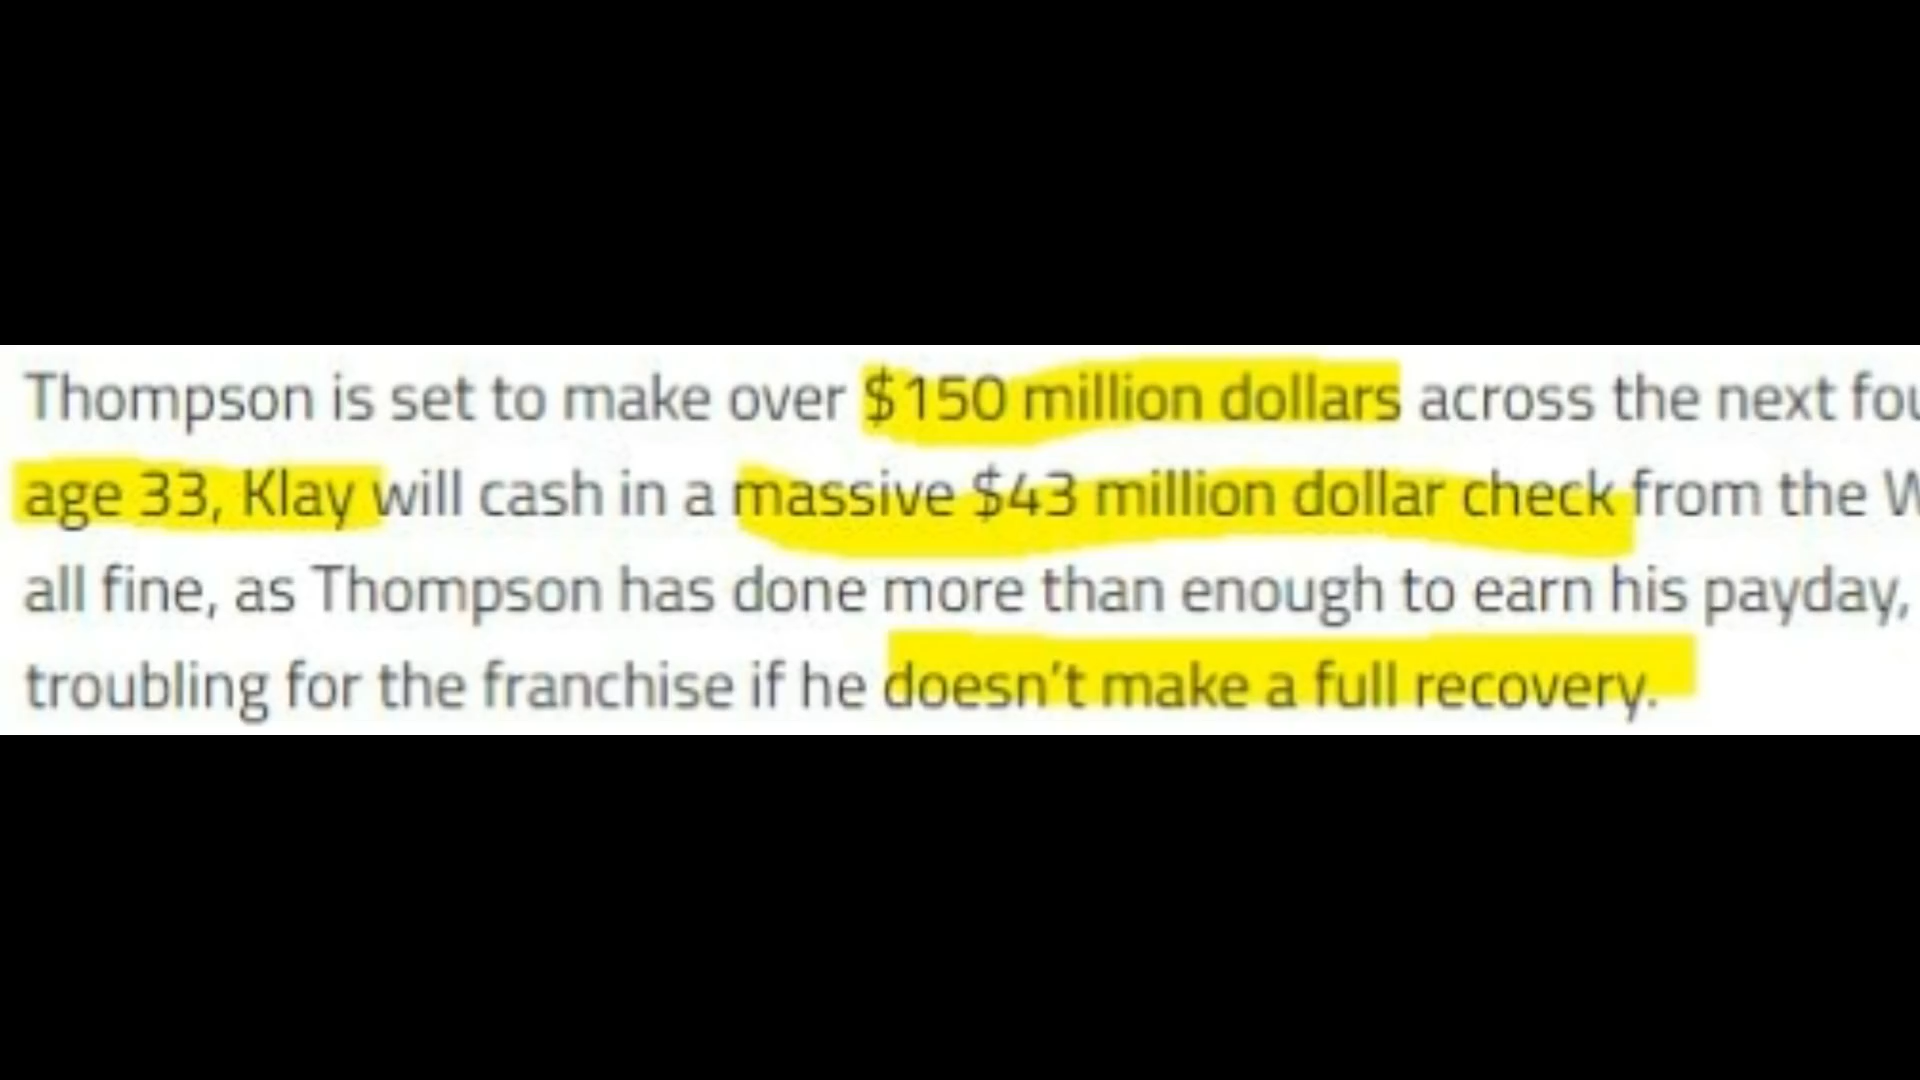 Thompson is set to make over $150 million dollars across the next
age 33, Klay will cash in a massive $43 million dollar check from the
all fine, as Thompson has done more than enough to earn his payday,
troubling for the franchise if he doesn’t make a full recovery.